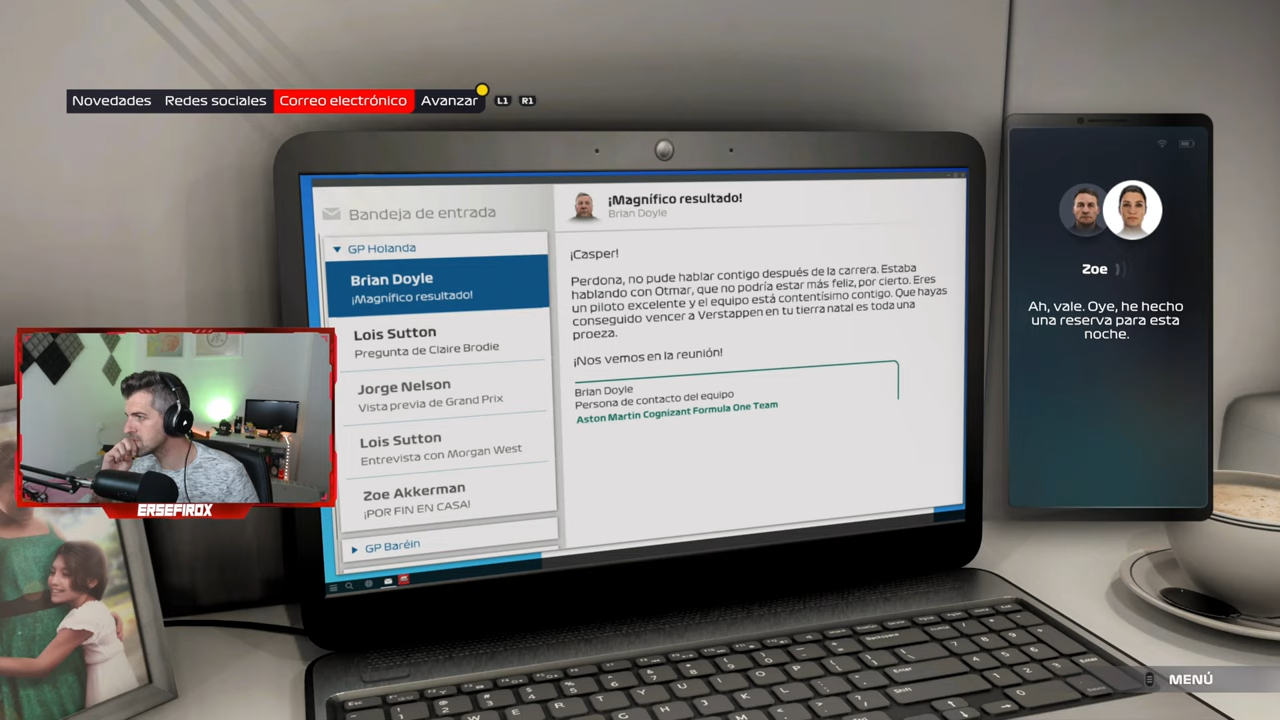 Novedades Redes sociales Correo electrónico Avanzar L1 R1
Bandeja de entrada
GP Holanda
Brian Doyle
¡Magnífico resultado!
Lois Sutton
Pregunta de Claire Brodie
Jorge Nelson
Vista previa de Grand Prix
Lois Sutton
Entrevista con Morgan West
Zoe Akkerman
¡POR FIN EN CASA!
GP Baréin
¡Magnífico resultado!
Brian Doyle
¡Casper!
Perdona, no pude hablar contigo después de la carrera. Estaba
hablando con Otmar, que no podría estar más feliz, por cierto. Eres
un piloto excelente y el equipo está contentísimo contigo. Que hayas
conseguido vencer a Verstappen en tu tierra natal es toda una
proeza.
¡Nos vemos en la reunión!
Brian Doyle
Persona de contacto del equipo
Aston Martin Cognizant Formula One Team
Zoe
Ah, vale. Oye, he hecho
una reserva para esta
noche.
ERSEFIROX
MENÚ